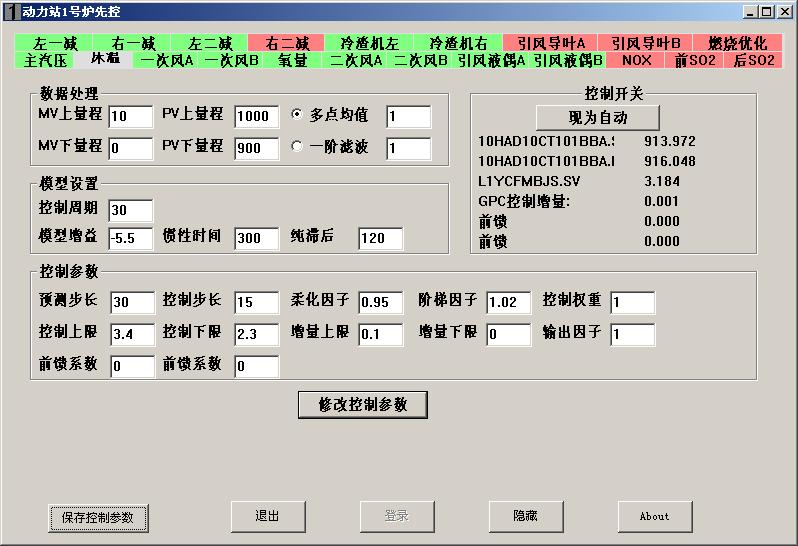 动力站1号炉先控
左一减 右一减 左二减 右二减 冷渣机左 冷渣机右 引风导叶A 引风导叶B 燃烧优化
主汽压 床温 一次风A 一次风B 氧量 二次风A 二次风B 引风液偶A 引风液偶B NOX 前SO2 后SO2
数据处理
MV上量程 10 PV上量程 1000 多点均值 1
MV下量程 0 PV下量程 900 一阶滤波 1
控制开关
现为自动
10HAD10CT101BBA.S 913.972
10HAD10CT101BBA.I 916.048
L1YCFMBJS.SV 3.184
GPC控制增量: 0.001
前馈 0.000
前馈 0.000
模型设置
控制周期 30
模型增益 -5.5 惯性时间 300 纯滞后 120
控制参数
预测步长 30 控制步长 15 柔化因子 0.95 阶梯因子 1.02 控制权重 1
控制上限 3.4 控制下限 2.3 增量上限 0.1 增量下限 0 输出因子 1
前馈系数 0 前馈系数 0
修改控制参数
保存控制参数 退出 登录 隐藏 About